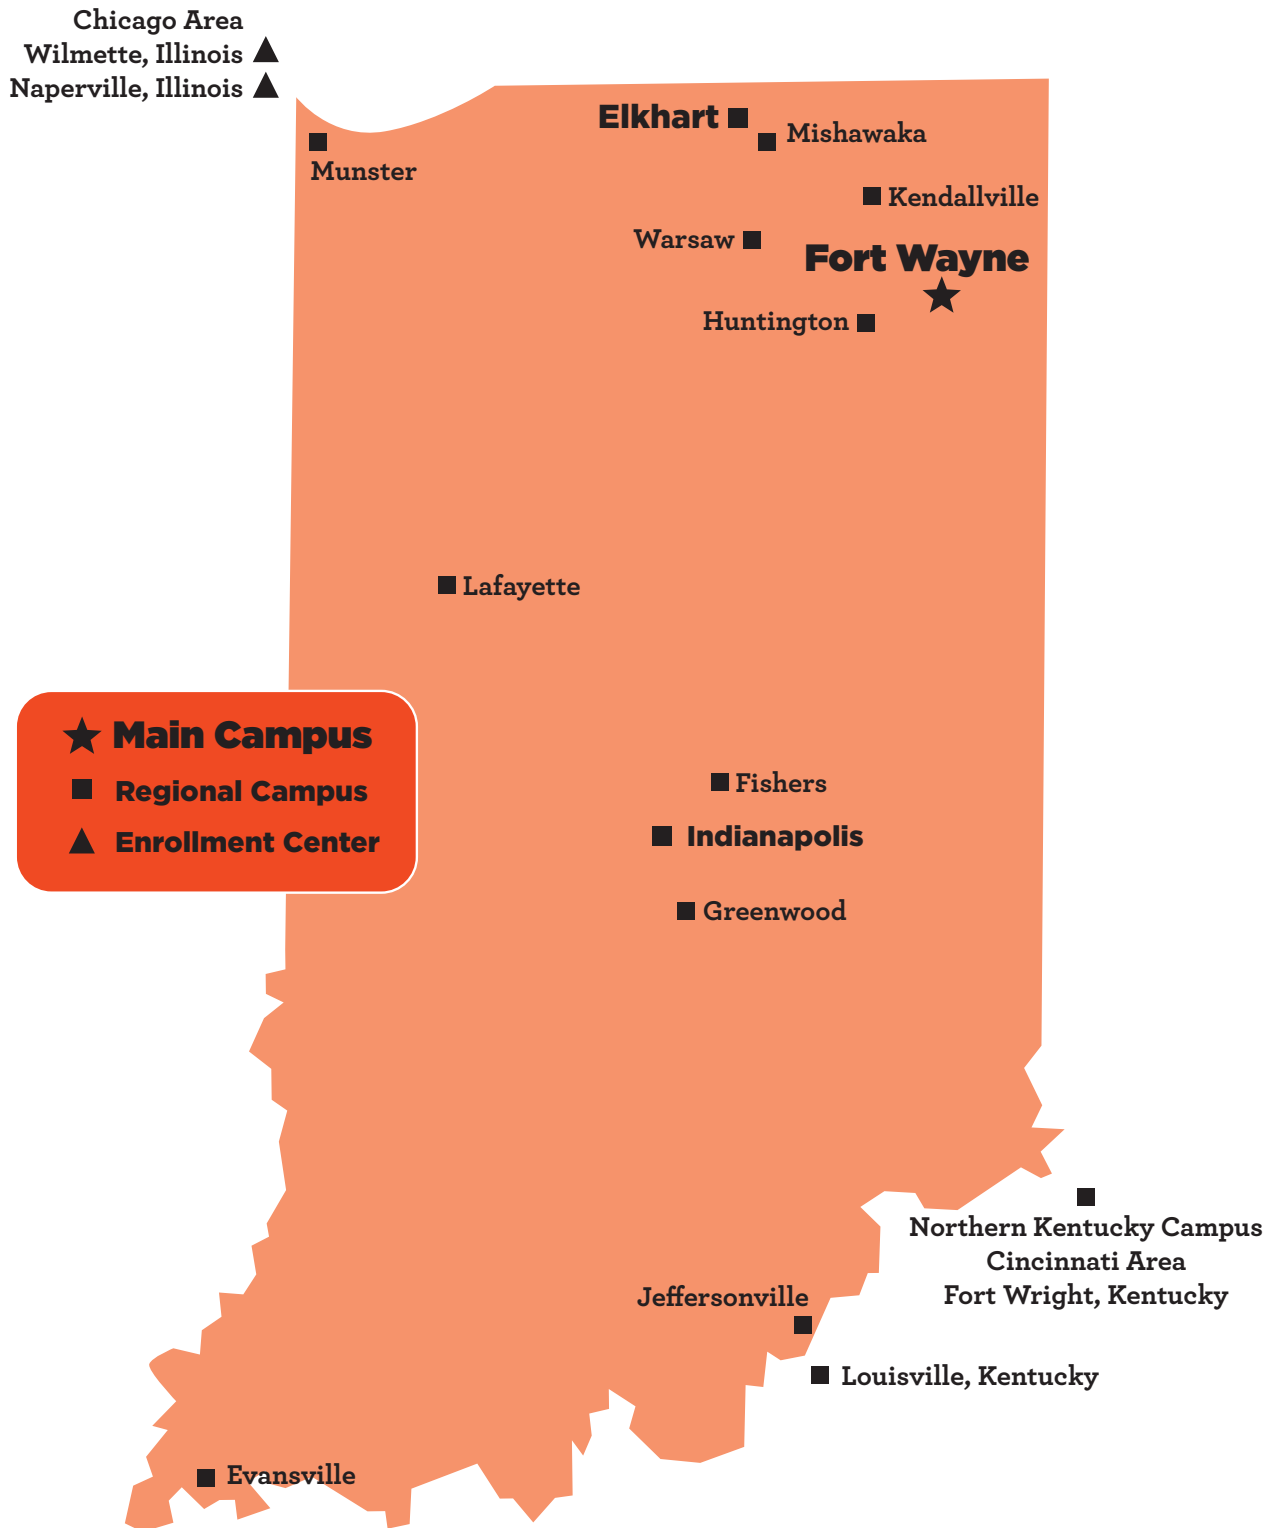 Chicago Area
Wilmette, Illinois
Naperville, Illinois
Elkhart
Mishawaka
Munster
Kendallville
Warsaw
Fort Wayne
Huntington
Lafayette
Main Campus
Regional Campus
Enrollment Center
Fishers
Indianapolis
Greenwood
Northern Kentucky Campus
Cincinnati Area
Fort Wright, Kentucky
Jeffersonville
Louisville, Kentucky
Evansville